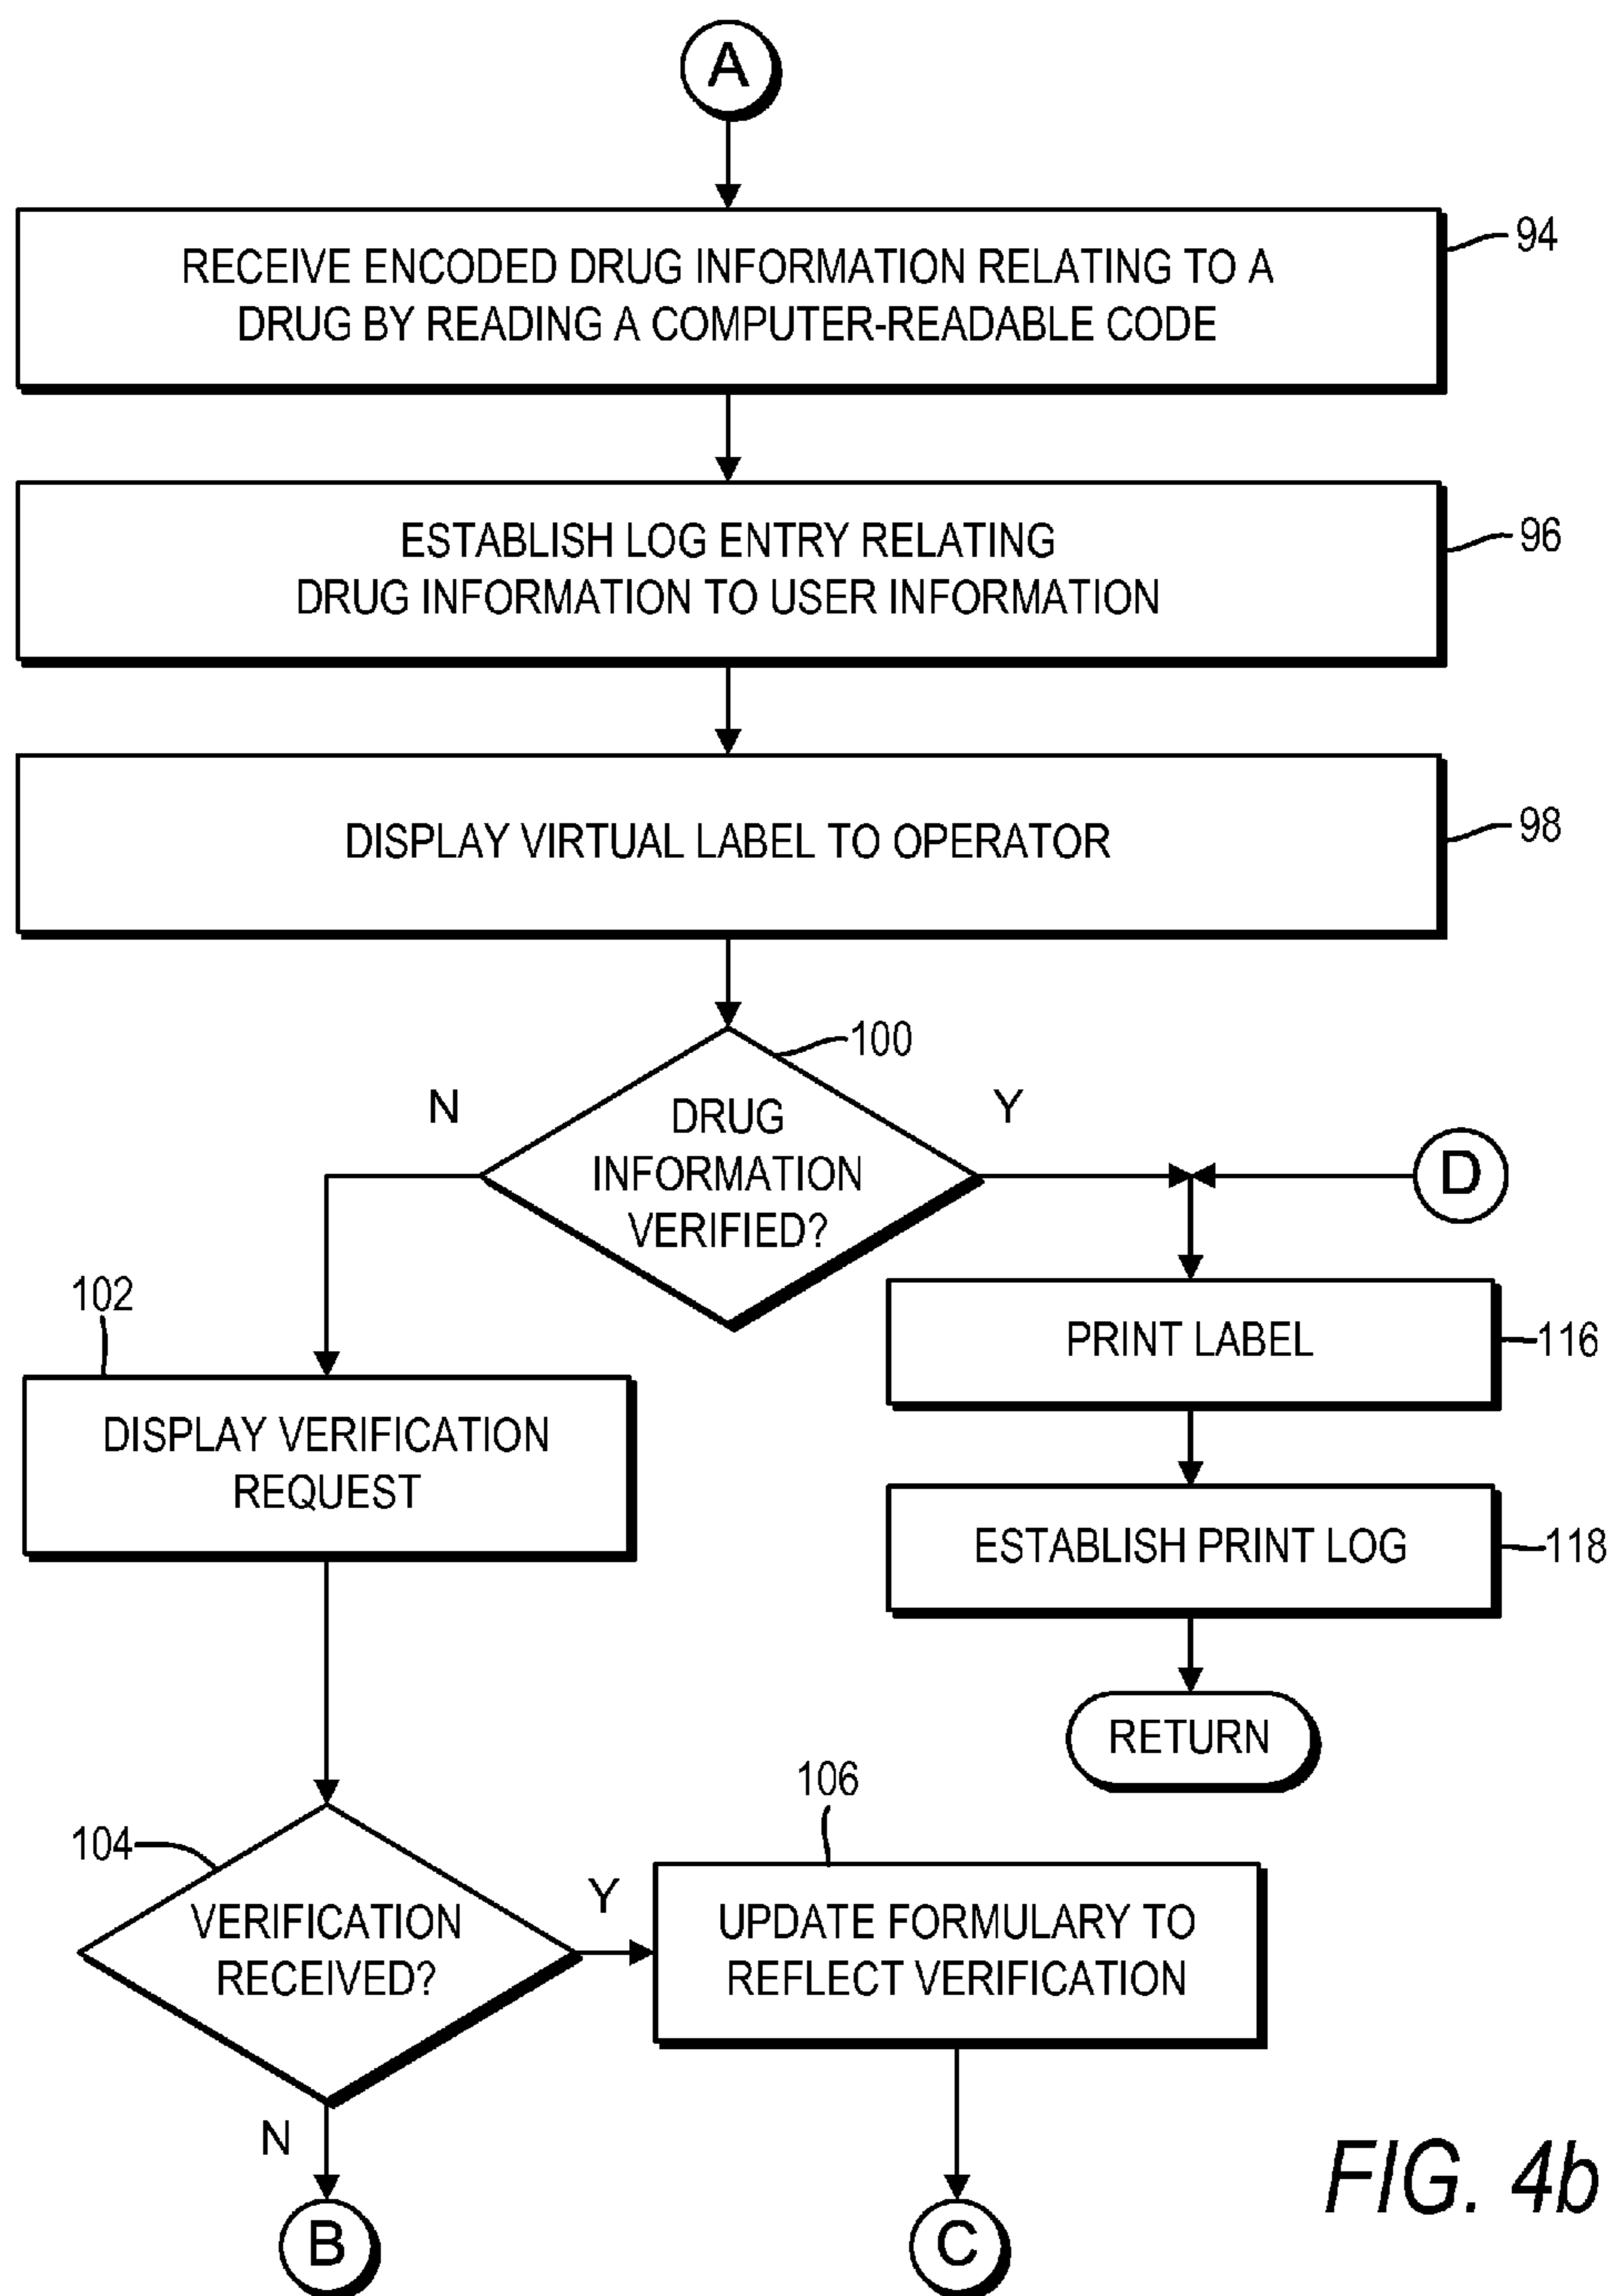 A
RECEIVE ENCODED DRUG INFORMATION RELATING TO A
DRUG BY READING A COMPUTER-READABLE CODE
94
ESTABLISH LOG ENTRY RELATING
DRUG INFORMATION TO USER INFORMATION
96
DISPLAY VIRTUAL LABEL TO OPERATOR
98
100
N
DRUG
INFORMATION
VERIFIED?
Y
D
102
DISPLAY VERIFICATION
REQUEST
PRINT LABEL
116
ESTABLISH PRINT LOG
118
RETURN
104
VERIFICATION
RECEIVED?
Y
106
UPDATE FORMULARY TO
REFLECT VERIFICATION
N
B
C
FIG. 4b